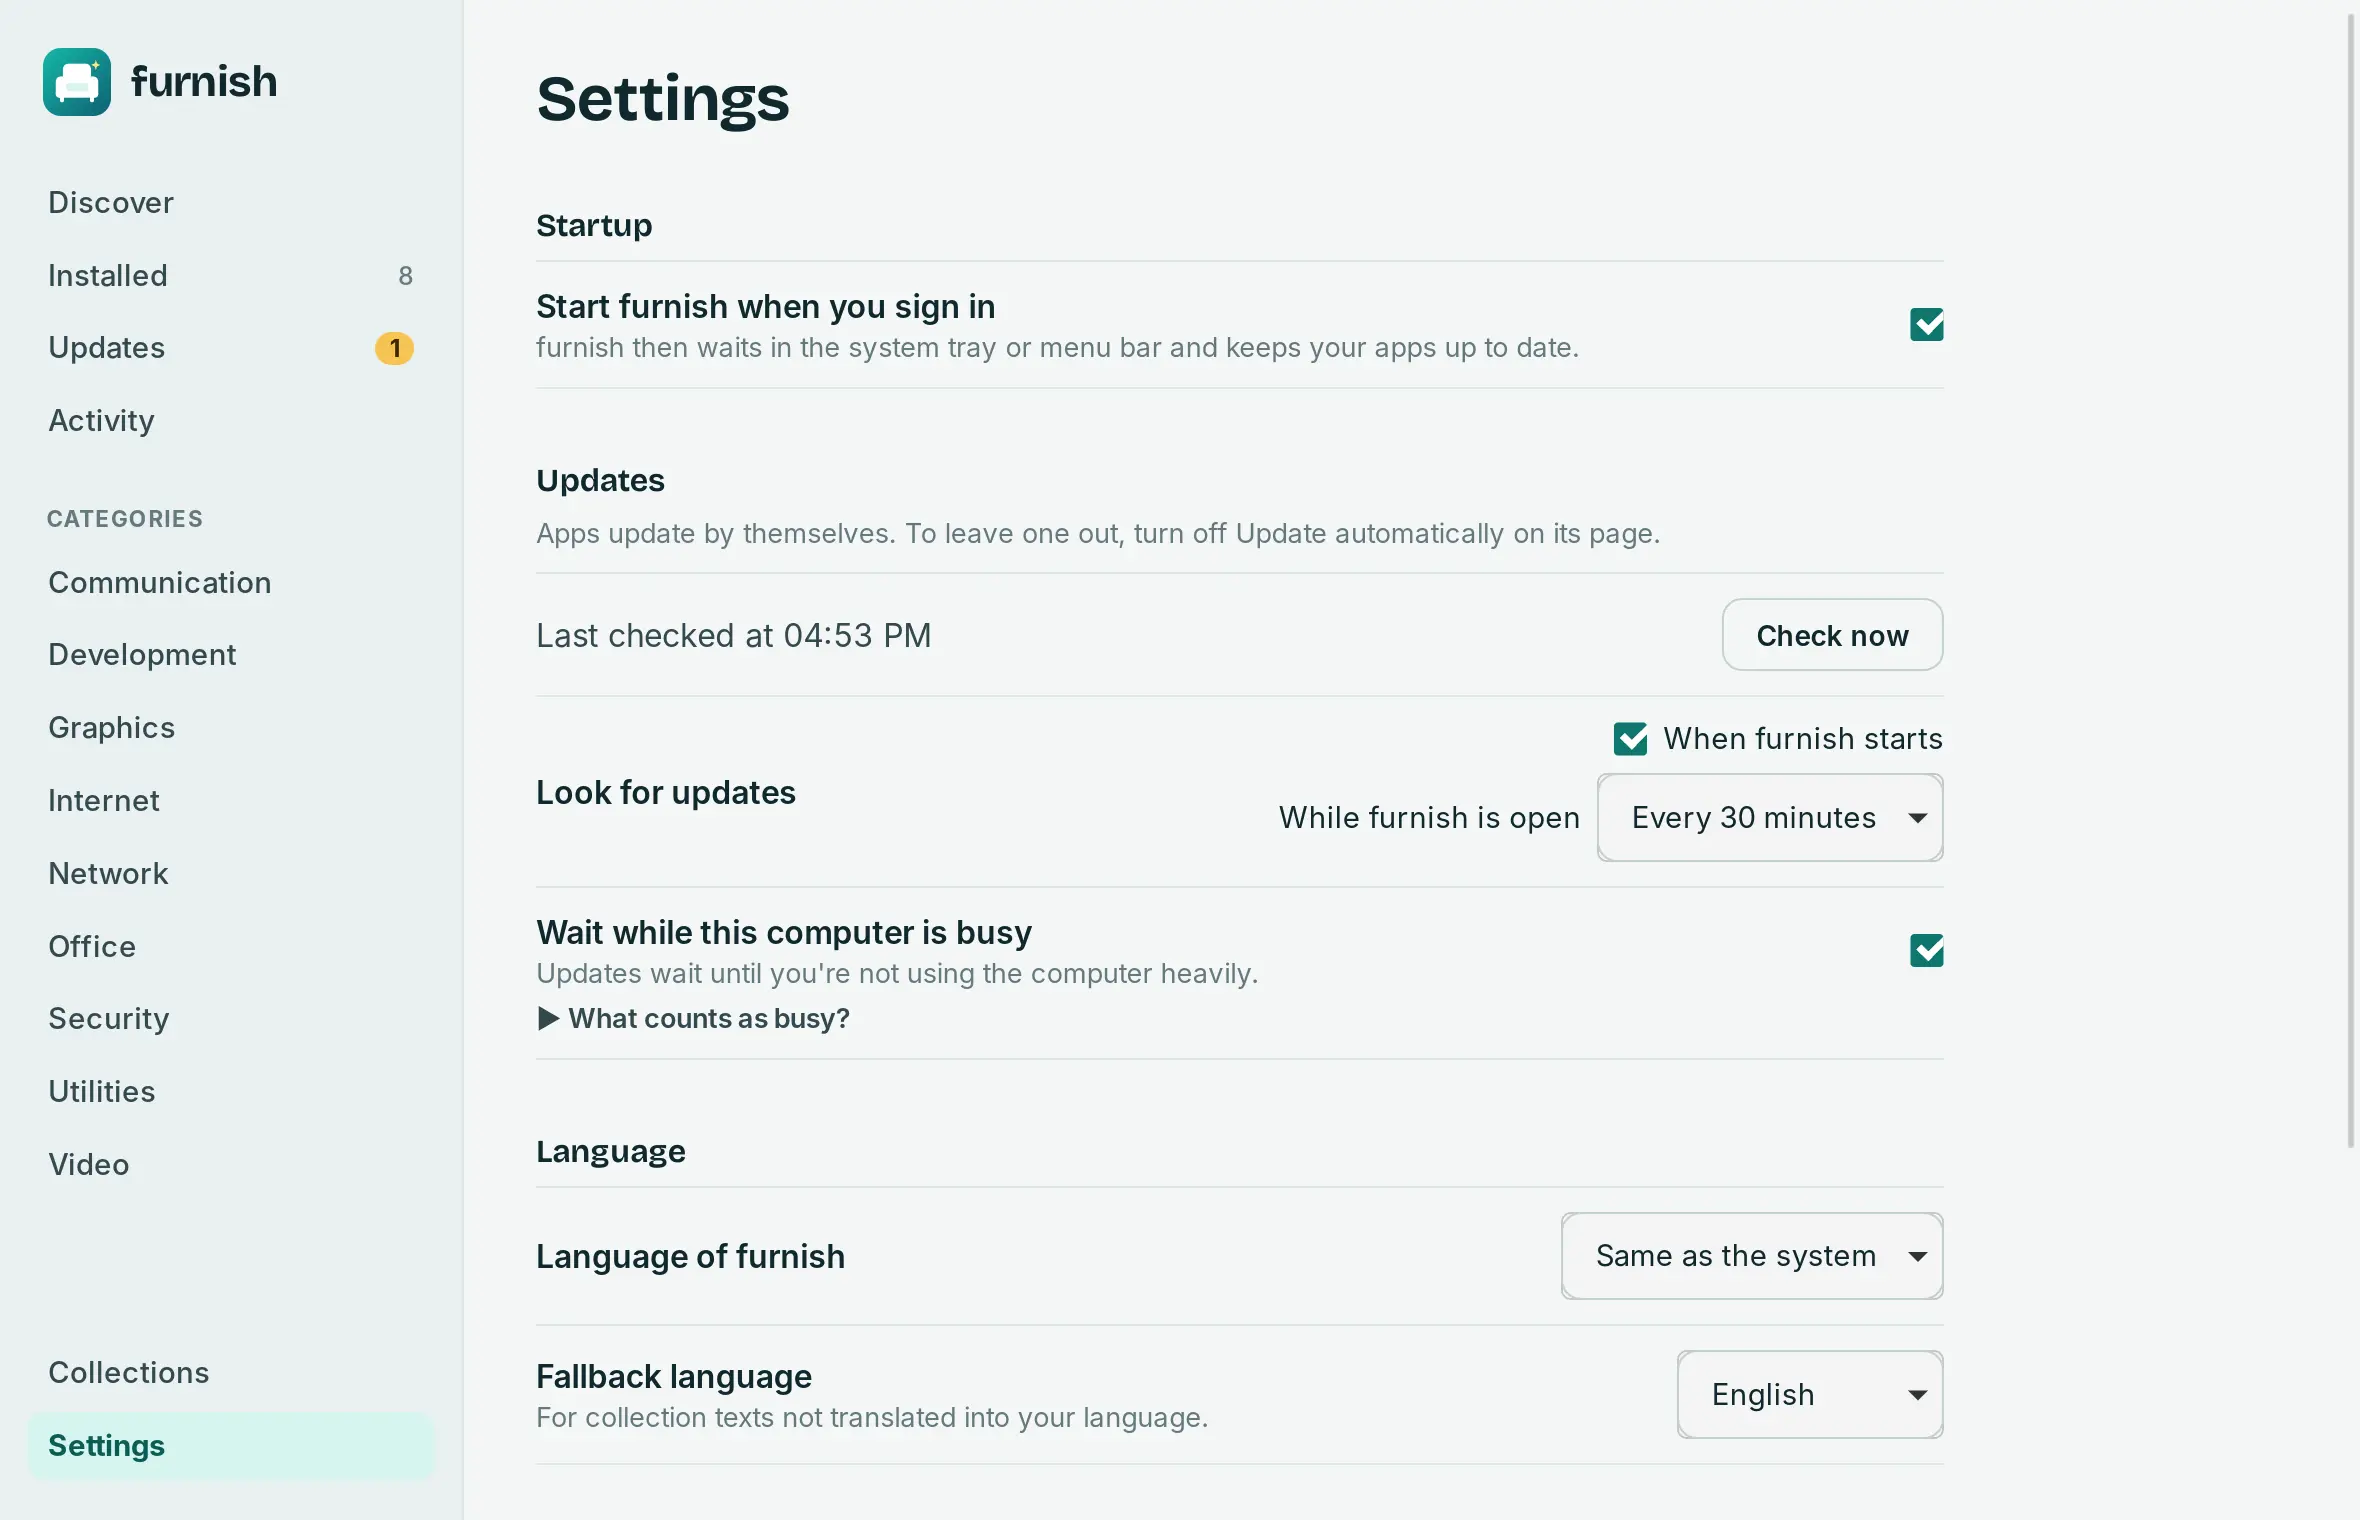 furnish
Discover
Installed 8
Updates 1
Activity
CATEGORIES
Communication
Development
Graphics
Internet
Network
Office
Security
Utilities
Video
Collections
Settings
Settings
Startup
Start furnish when you sign in
furnish then waits in the system tray or menu bar and keeps your apps up to date.
Updates
Apps update by themselves. To leave one out, turn off Update automatically on its page.
Last checked at 04:53 PM
Check now
When furnish starts
Look for updates
While furnish is open Every 30 minutes
Wait while this computer is busy
Updates wait until you're not using the computer heavily.
What counts as busy?
Language
Language of furnish
Same as the system
Fallback language
For collection texts not translated into your language.
English